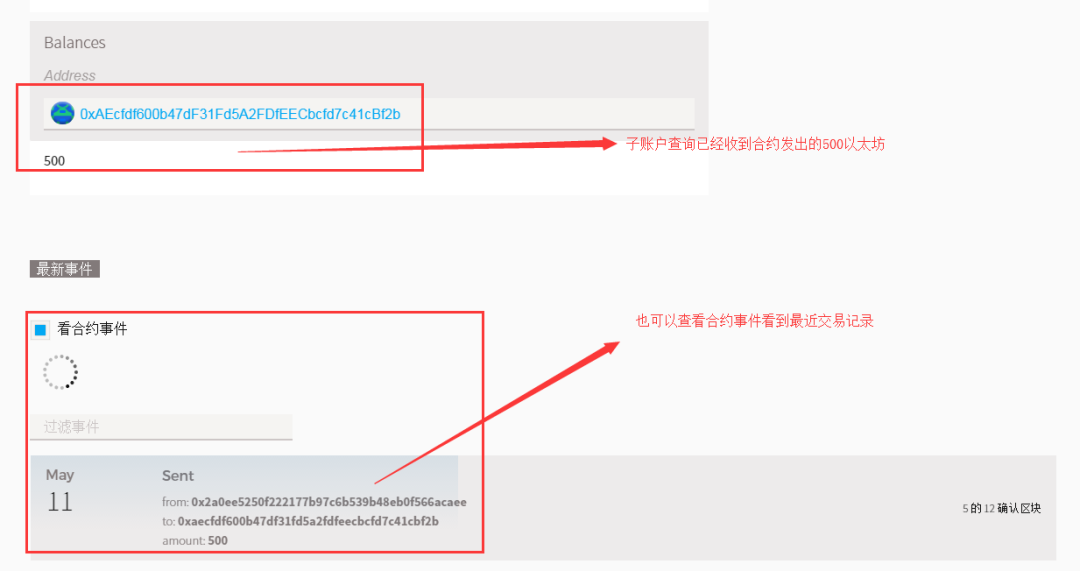 Balances
Address
0xAEcfdf600b47dF31Fd5A2FDfEECbcfd7c41cBf2b
500
子账户查询已经收到合约发出的500以太坊
最新事件
看合约事件
也可以查看合约事件看到最近交易记录
过滤事件
May
11
Sent
from: 0x2a0ee5250f222177b97c6b539b48eb0f566acaee
to: 0xaecfdf600b47df31fd5a2fdfeecbcfd7c41cbf2b
amount: 500
5 的 12 确认区块